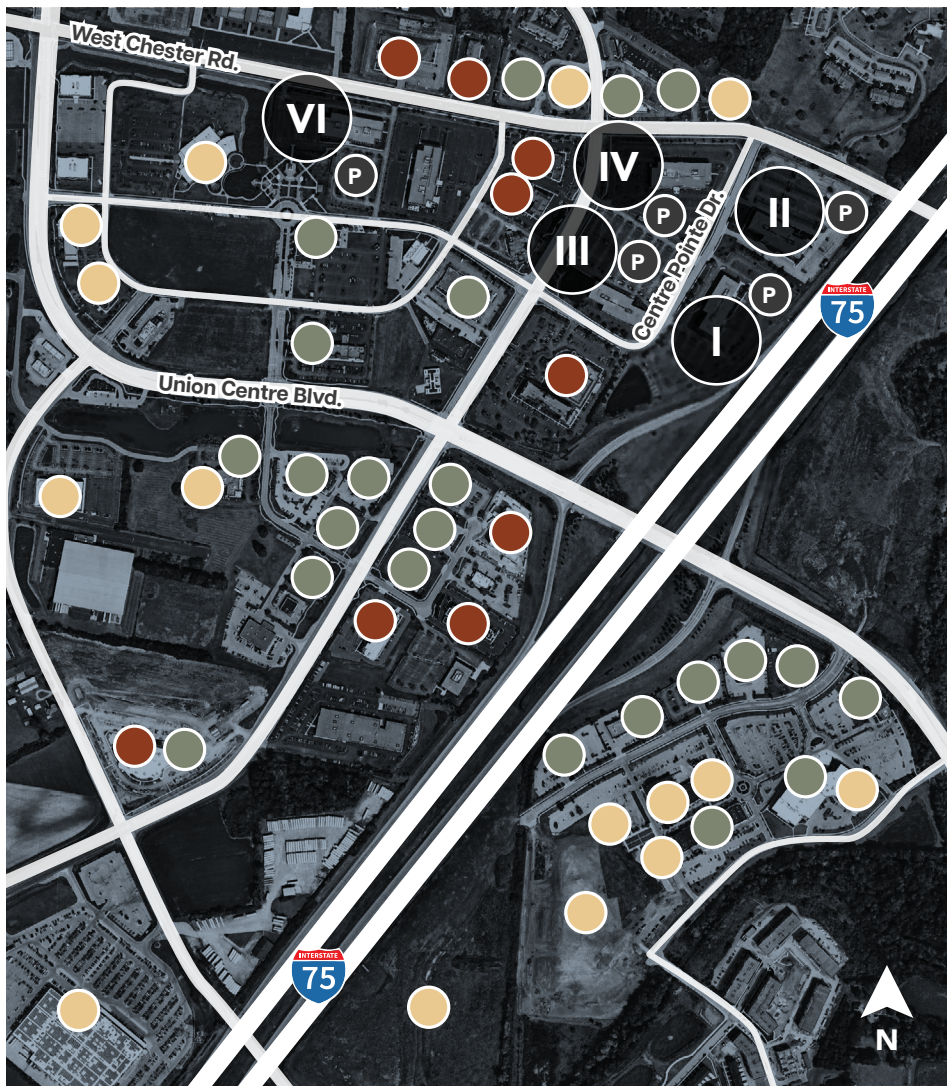 West Chester Rd.
VI
P
IV
II
P
P
III
P
Centre Pointe Dr.
P
I
INTERSTATE
75
Union Centre Blvd.
INTERSTATE
75
N